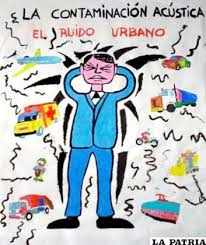 LA CONTAMINACIÓN ACÚSTICA
EL RUIDO URBANO
LA PATRIA